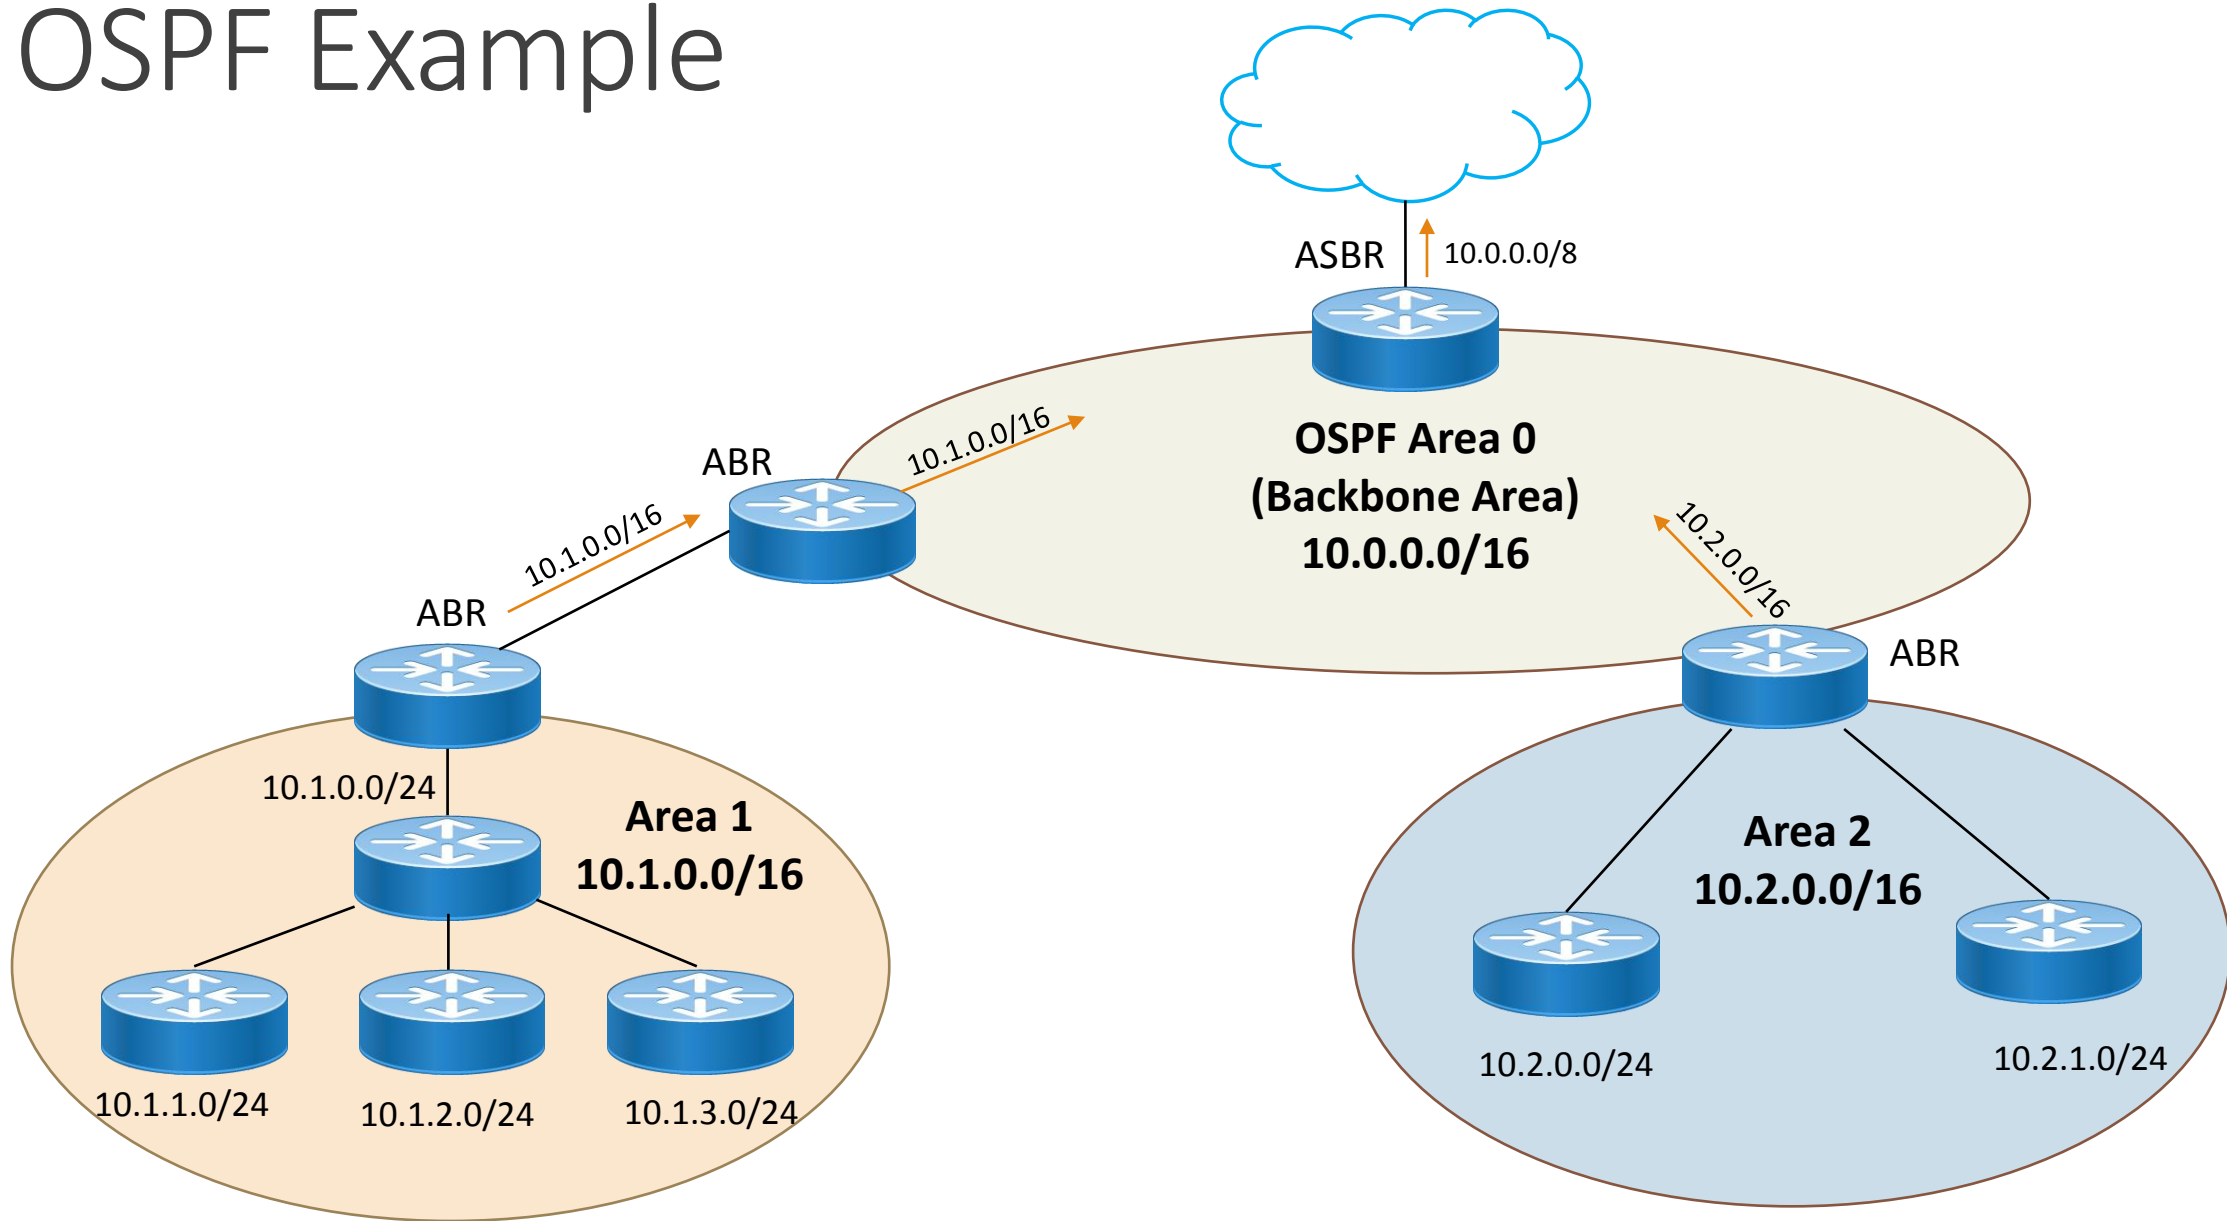 OSPF Example
ASBR
10.0.0.0/8
ABR
10.1.0.0/16
OSPF Area 0
(Backbone Area)
10.0.0.0/16
10.1.0.0/16
ABR
10.2.0.0/16
ABR
10.1.0.0/24
Area 1
10.1.0.0/16
Area 2
10.2.0.0/16
10.1.1.0/24
10.1.2.0/24
10.1.3.0/24
10.2.0.0/24
10.2.1.0/24